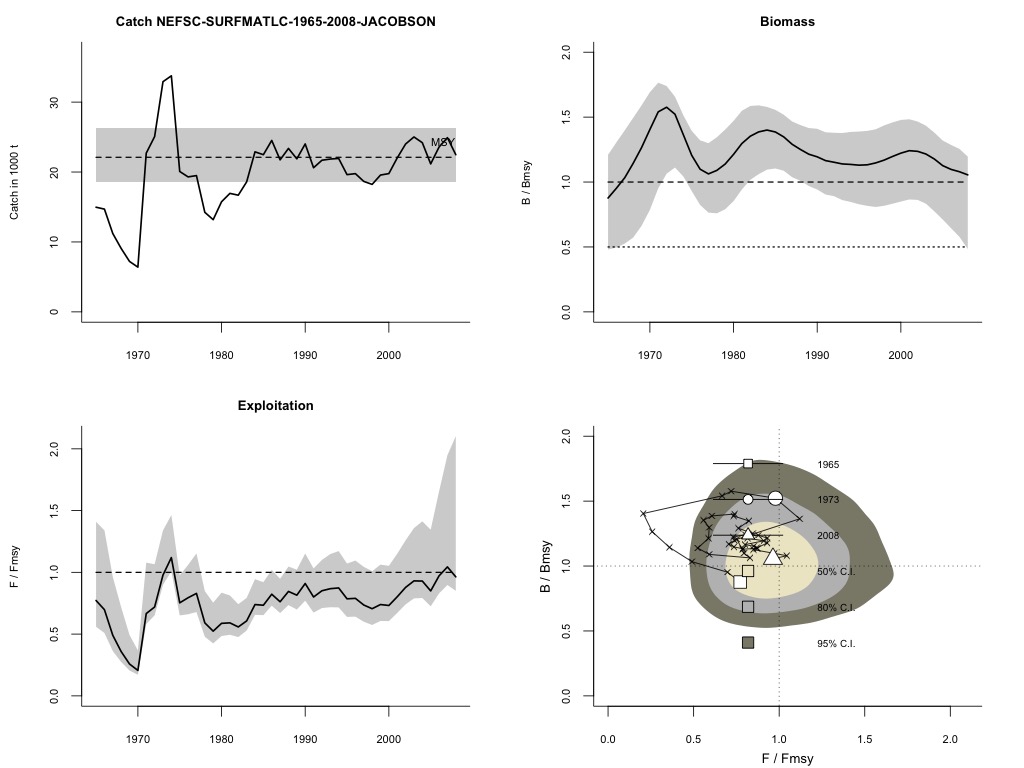 Catch NEFSC-SURFMATLC-1965-2008-JACOBSON
Catch in 1000 t
30
20
10
0
MSY
1970 1980 1990 2000
Biomass
B / Bmsy
2.0
1.5
1.0
0.5
0.0
1970 1980 1990 2000
Exploitation
F / Fmsy
2.0
1.5
1.0
0.5
0.0
1970 1980 1990 2000
B / Bmsy
2.0
1.5
1.0
0.5
0.0
1965
1973
2008
50% C.I.
80% C.I.
95% C.I.
0.0 0.5 1.0 1.5 2.0
F / Fmsy